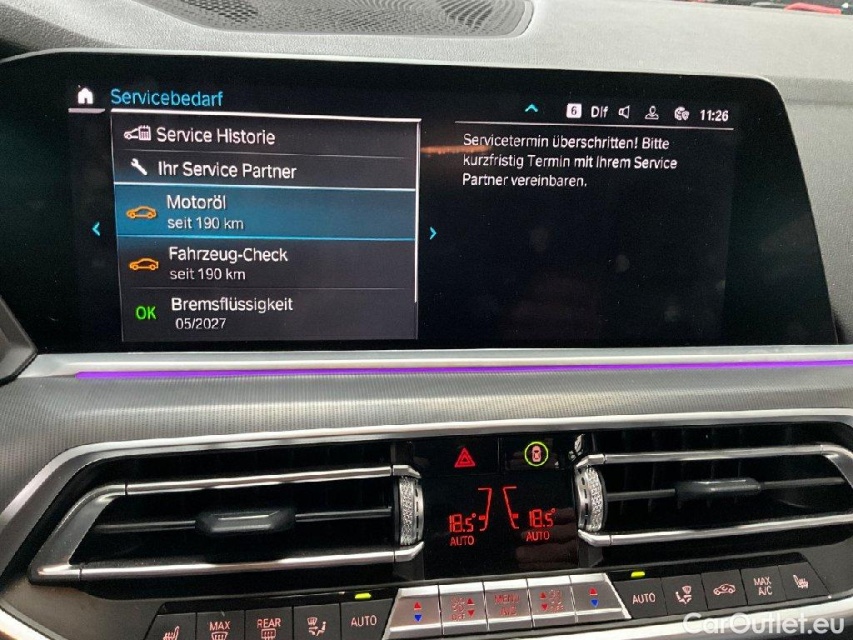 Servicebedarf
6 Dlf 11:26
Service Historie
Ihr Service Partner
Motoröl
seit 190 km
Fahrzeug-Check
seit 190 km
OK Bremsflüssigkeit
05/2027
Servicetermin überschritten! Bitte
kurzfristig Termin mit Ihrem Service
Partner vereinbaren.
18.5° 18.5°
AUTO AUTO
MAX REAR AUTO MENU AUTO MAX A/C
CarOutlet.eu